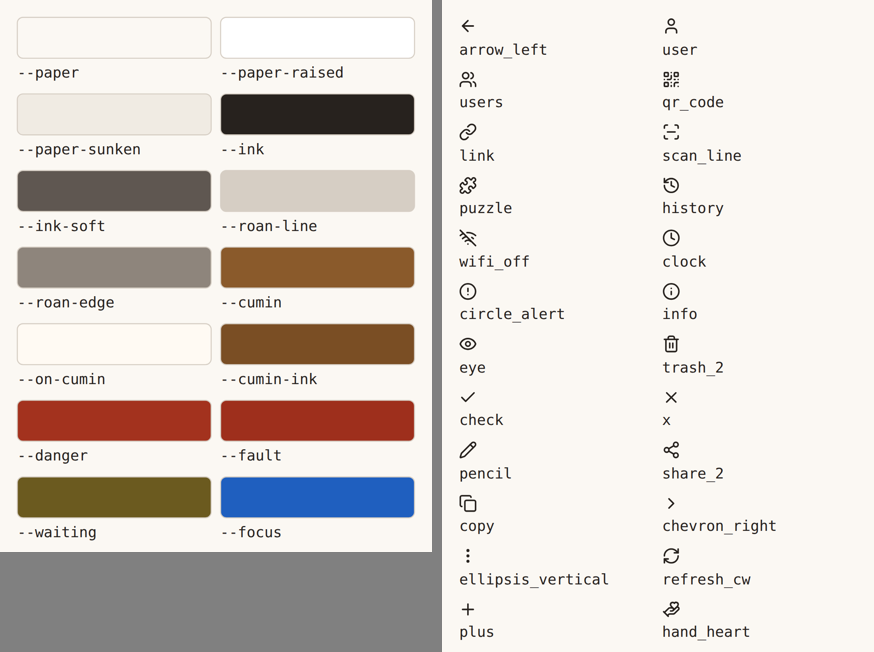 --paper
--paper-raised
--paper-sunken
--ink
--ink-soft
--roan-line
--roan-edge
--cumin
--on-cumin
--cumin-ink
--danger
--fault
--waiting
--focus
arrow_left
user
users
qr_code
link
scan_line
puzzle
history
wifi_off
clock
circle_alert
info
eye
trash_2
check
x
pencil
share_2
copy
chevron_right
ellipsis_vertical
refresh_cw
plus
hand_heart